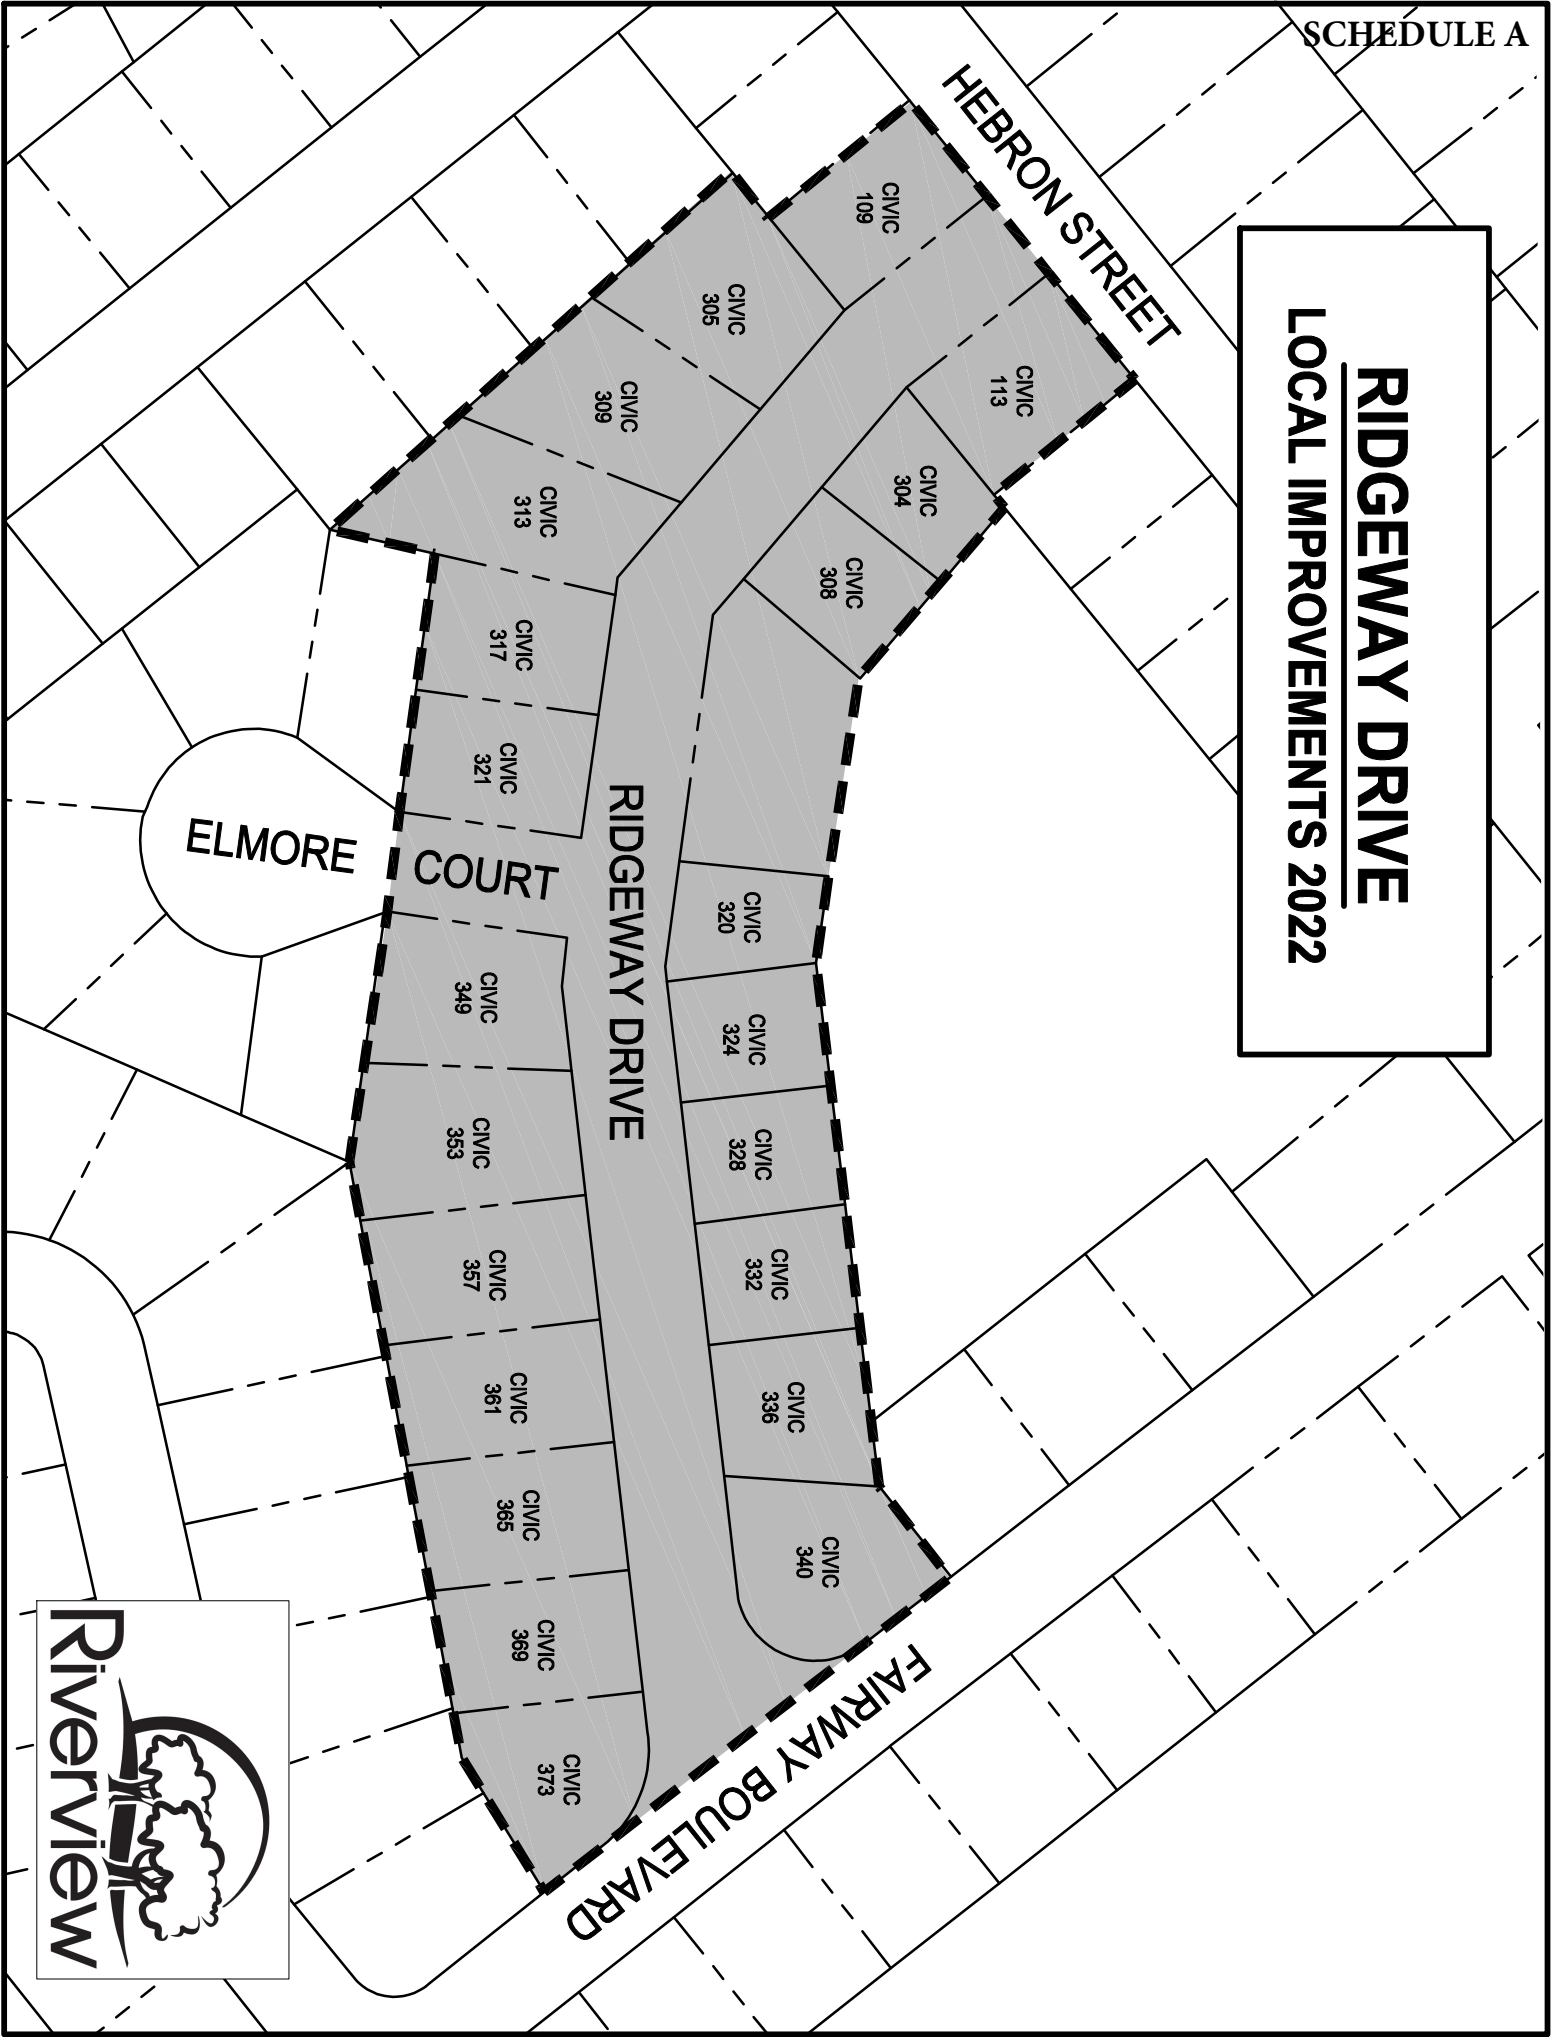 SCHEDULE A
RIDGEWAY DRIVE
LOCAL IMPROVEMENTS 2022
HEBRON STREET
CIVIC
109
CIVIC
113
CIVIC
305
CIVIC
304
CIVIC
309
CIVIC
308
CIVIC
313
CIVIC
317
CIVIC
321
ELMORE COURT
RIDGEWAY DRIVE
CIVIC
320
CIVIC
349
CIVIC
324
CIVIC
353
CIVIC
328
CIVIC
357
CIVIC
332
CIVIC
361
CIVIC
336
CIVIC
365
CIVIC
340
CIVIC
369
CIVIC
373
FAIRWAY BOULEVARD
Riverview